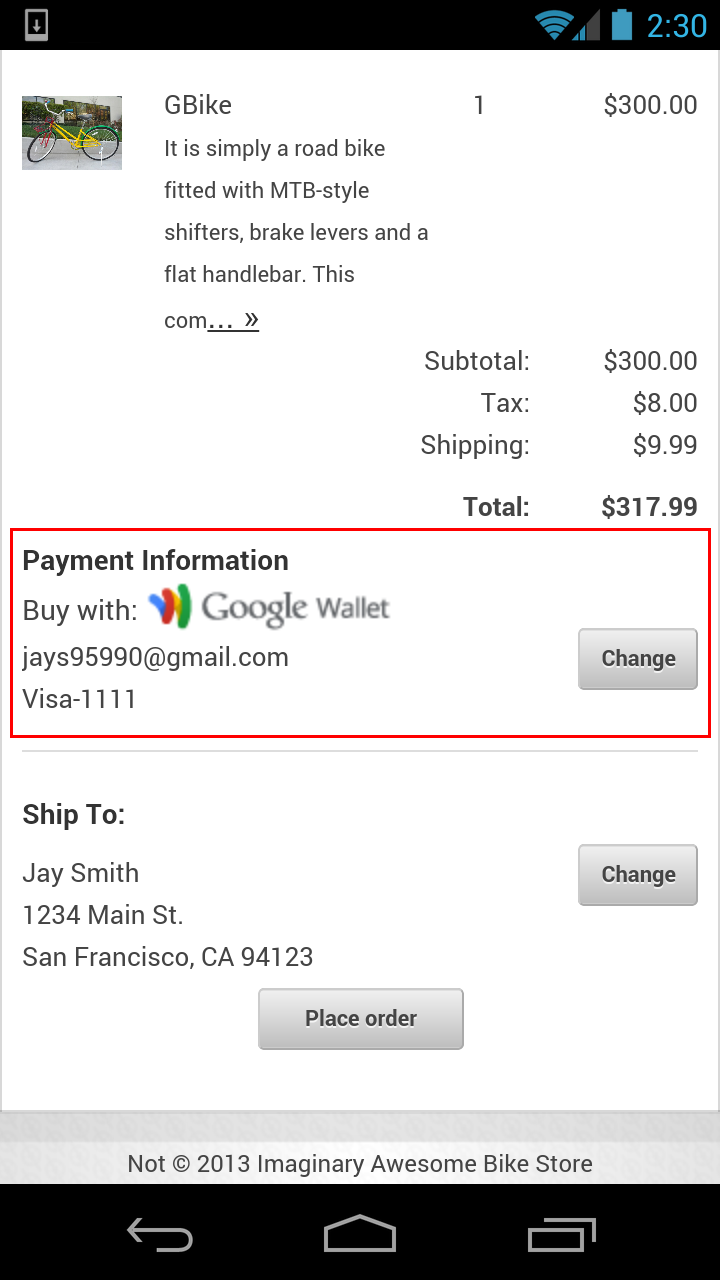 2:30
GBike 1 $300.00
It is simply a road bike
fitted with MTB-style
shifters, brake levers and a
flat handlebar. This
com... »
Subtotal: $300.00
Tax: $8.00
Shipping: $9.99
Total: $317.99
Payment Information
Buy with: Google Wallet
jays95990@gmail.com
Change
Visa-1111
Ship To:
Jay Smith
Change
1234 Main St.
San Francisco, CA 94123
Place order
Not © 2013 Imaginary Awesome Bike Store